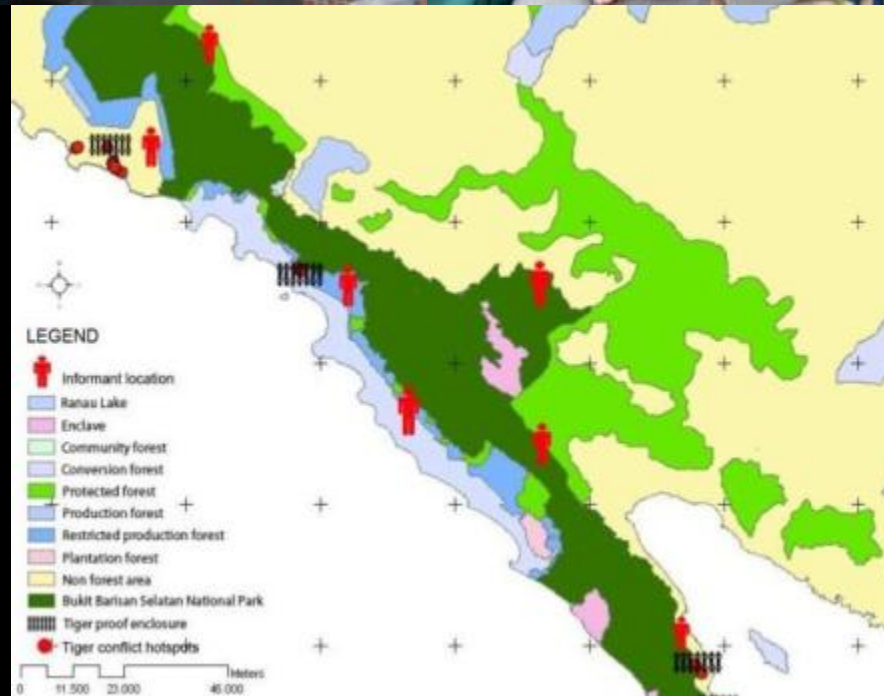 LEGEND
Informant location
Ranau Lake
Enclave
Community forest
Conversion forest
Protected forest
Production forest
Restricted production forest
Plantation forest
Non forest area
Bukit Barisan Selatan National Park
Tiger proof enclosure
Tiger conflict hotspots
Meters
0 11.500 23.000 46.000